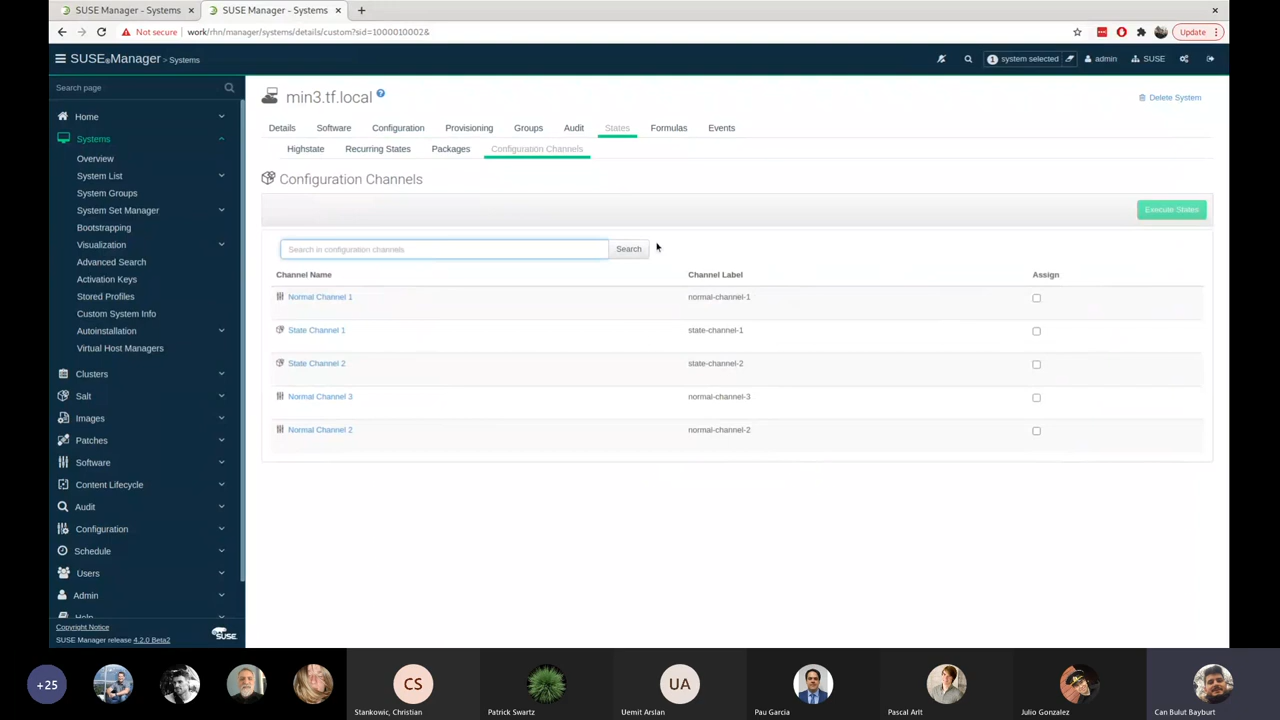 SUSE Manager - Systems
SUSE Manager - Systems
Not secure
work/rhn/manager/systems/details/custom?sid=1000010002&
Update
SUSE®Manager > Systems
1 system selected
admin
SUSE
Search page
Home
Systems
Overview
System List
System Groups
System Set Manager
Bootstrapping
Visualization
Advanced Search
Activation Keys
Stored Profiles
Custom System Info
Autoinstallation
Virtual Host Managers
Clusters
Salt
Images
Patches
Software
Content Lifecycle
Audit
Configuration
Schedule
Users
Admin
Help
Copyright Notice
SUSE Manager release 4.2.0 Beta2
SUSE
min3.tf.local ?
Delete System
Details Software Configuration Provisioning Groups Audit States Formulas Events
Highstate Recurring States Packages Configuration Channels
Configuration Channels
Execute States
Search in configuration channels
Search
Channel Name Channel Label Assign
Normal Channel 1 normal-channel-1
State Channel 1 state-channel-1
State Channel 2 state-channel-2
Normal Channel 3 normal-channel-3
Normal Channel 2 normal-channel-2
+25
CS
UA
Stankowic, Christian
Patrick Swartz
Uemit Arslan
Pau Garcia
Pascal Arlt
Julio Gonzalez
Can Bulut Bayburt